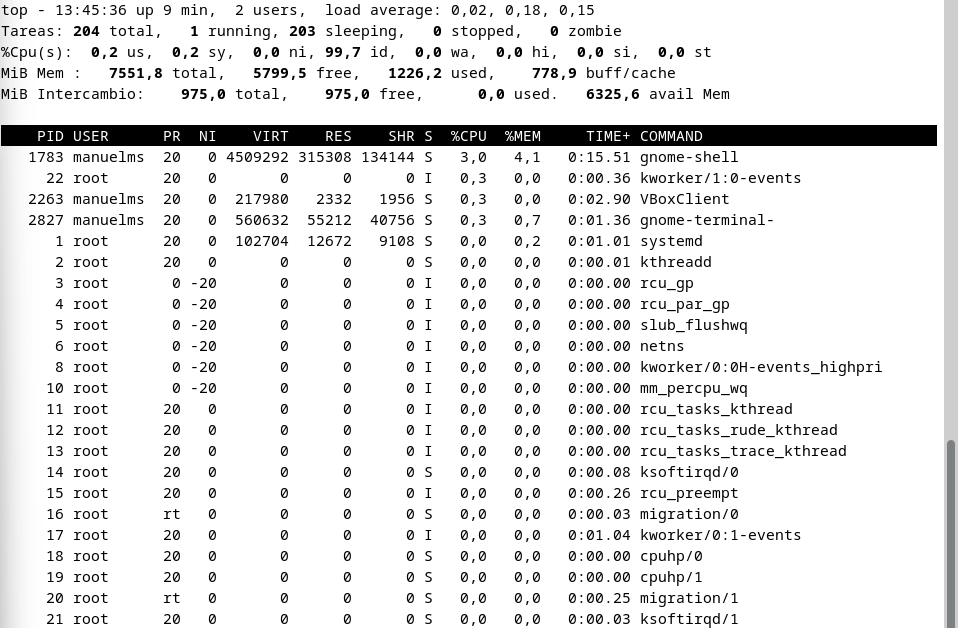 top - 13:45:36 up 9 min,  2 users,  load average: 0,02, 0,18, 0,15
Tareas: 204 total,   1 running, 203 sleeping,   0 stopped,   0 zombie
%Cpu(s):  0,2 us,  0,2 sy,  0,0 ni, 99,7 id,  0,0 wa,  0,0 hi,  0,0 si,  0,0 st
MiB Mem :   7551,8 total,   5799,5 free,   1226,2 used,    778,9 buff/cache
MiB Intercambio:    975,0 total,    975,0 free,      0,0 used.   6325,6 avail Mem
    PID USER      PR  NI    VIRT    RES    SHR S  %CPU  %MEM     TIME+ COMMAND
   1783 manuelms  20   0 4509292 315308 134144 S   3,0   4,1   0:15.51 gnome-shell
     22 root      20   0       0      0      0 I   0,3   0,0   0:00.36 kworker/1:0-events
   2263 manuelms  20   0  217980   2332   1956 S   0,3   0,0   0:02.90 VBoxClient
   2827 manuelms  20   0  560632  55212  40756 S   0,3   0,7   0:01.36 gnome-terminal-
      1 root      20   0  102704  12672   9108 S   0,0   0,2   0:01.01 systemd
      2 root      20   0       0      0      0 S   0,0   0,0   0:00.01 kthreadd
      3 root       0 -20       0      0      0 I   0,0   0,0   0:00.00 rcu_gp
      4 root       0 -20       0      0      0 I   0,0   0,0   0:00.00 rcu_par_gp
      5 root       0 -20       0      0      0 I   0,0   0,0   0:00.00 slub_flushwq
      6 root       0 -20       0      0      0 I   0,0   0,0   0:00.00 netns
      8 root       0 -20       0      0      0 I   0,0   0,0   0:00.00 kworker/0:0H-events_highpri
     10 root       0 -20       0      0      0 I   0,0   0,0   0:00.00 mm_percpu_wq
     11 root      20   0       0      0      0 I   0,0   0,0   0:00.00 rcu_tasks_kthread
     12 root      20   0       0      0      0 I   0,0   0,0   0:00.00 rcu_tasks_rude_kthread
     13 root      20   0       0      0      0 I   0,0   0,0   0:00.00 rcu_tasks_trace_kthread
     14 root      20   0       0      0      0 S   0,0   0,0   0:00.08 ksoftirqd/0
     15 root      20   0       0      0      0 I   0,0   0,0   0:00.26 rcu_preempt
     16 root      rt   0       0      0      0 S   0,0   0,0   0:00.03 migration/0
     17 root      20   0       0      0      0 I   0,0   0,0   0:01.04 kworker/0:1-events
     18 root      20   0       0      0      0 S   0,0   0,0   0:00.00 cpuhp/0
     19 root      20   0       0      0      0 S   0,0   0,0   0:00.00 cpuhp/1
     20 root      rt   0       0      0      0 S   0,0   0,0   0:00.25 migration/1
     21 root      20   0       0      0      0 S   0,0   0,0   0:00.03 ksoftirqd/1